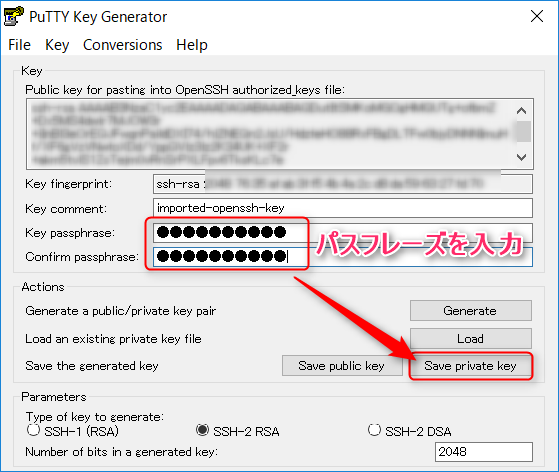 PuTTY Key Generator
File Key Conversions Help
Key
Public key for pasting into OpenSSH authorized_keys file:
Key fingerprint: ssh-rsa
Key comment: imported-openssh-key
Key passphrase: ●●●●●●●●●●
パスフレーズを入力
Confirm passphrase: ●●●●●●●●●●
Actions
Generate a public/private key pair Generate
Load an existing private key file Load
Save the generated key Save public key Save private key
Parameters
Type of key to generate:
SSH-1 (RSA) SSH-2 RSA SSH-2 DSA
Number of bits in a generated key: 2048